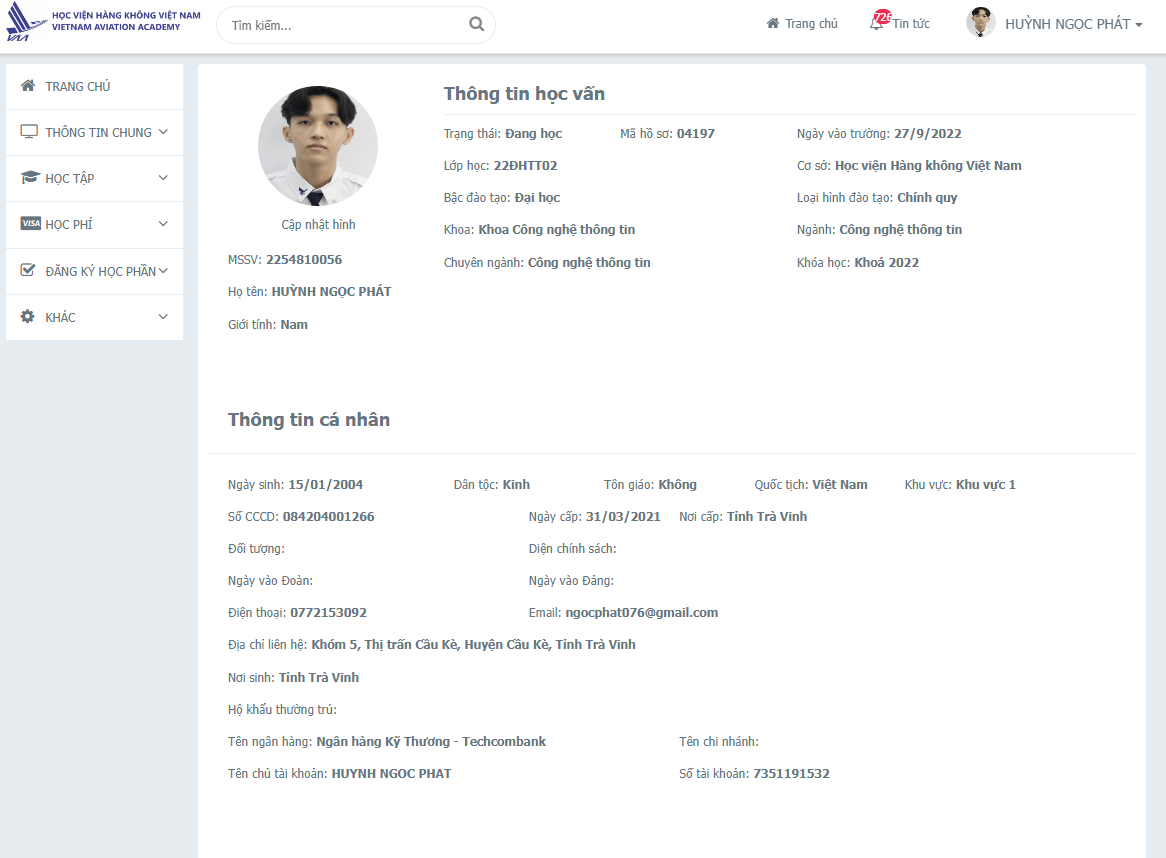 HỌC VIỆN HÀNG KHÔNG VIỆT NAM
VIETNAM AVIATION ACADEMY
VAA
Tìm kiếm...
Trang chủ
726
Tin tức
HUỲNH NGỌC PHÁT
TRANG CHỦ
THÔNG TIN CHUNG
HỌC TẬP
VISA HỌC PHÍ
ĐĂNG KÝ HỌC PHẦN
KHÁC
Cập nhật hình
MSSV: 2254810056
Họ tên: HUỲNH NGỌC PHÁT
Giới tính: Nam
Thông tin học vấn
Trạng thái: Đang học Mã hồ sơ: 04197 Ngày vào trường: 27/9/2022
Lớp học: 22ĐHTT02 Cơ sở: Học viện Hàng không Việt Nam
Bậc đào tạo: Đại học Loại hình đào tạo: Chính quy
Khoa: Khoa Công nghệ thông tin Ngành: Công nghệ thông tin
Chuyên ngành: Công nghệ thông tin Khóa học: Khoá 2022
Thông tin cá nhân
Ngày sinh: 15/01/2004 Dân tộc: Kinh Tôn giáo: Không Quốc tịch: Việt Nam Khu vực: Khu vực 1
Số CCCD: 084204001266 Ngày cấp: 31/03/2021 Nơi cấp: Tỉnh Trà Vinh
Đối tượng: Diện chính sách:
Ngày vào Đoàn: Ngày vào Đảng:
Điện thoại: 0772153092 Email: ngocphat076@gmail.com
Địa chỉ liên hệ: Khóm 5, Thị trấn Cầu Kè, Huyện Cầu Kè, Tỉnh Trà Vinh
Nơi sinh: Tỉnh Trà Vinh
Hộ khẩu thường trú:
Tên ngân hàng: Ngân hàng Kỹ Thương - Techcombank Tên chi nhánh:
Tên chủ tài khoản: HUYNH NGOC PHAT Số tài khoản: 7351191532